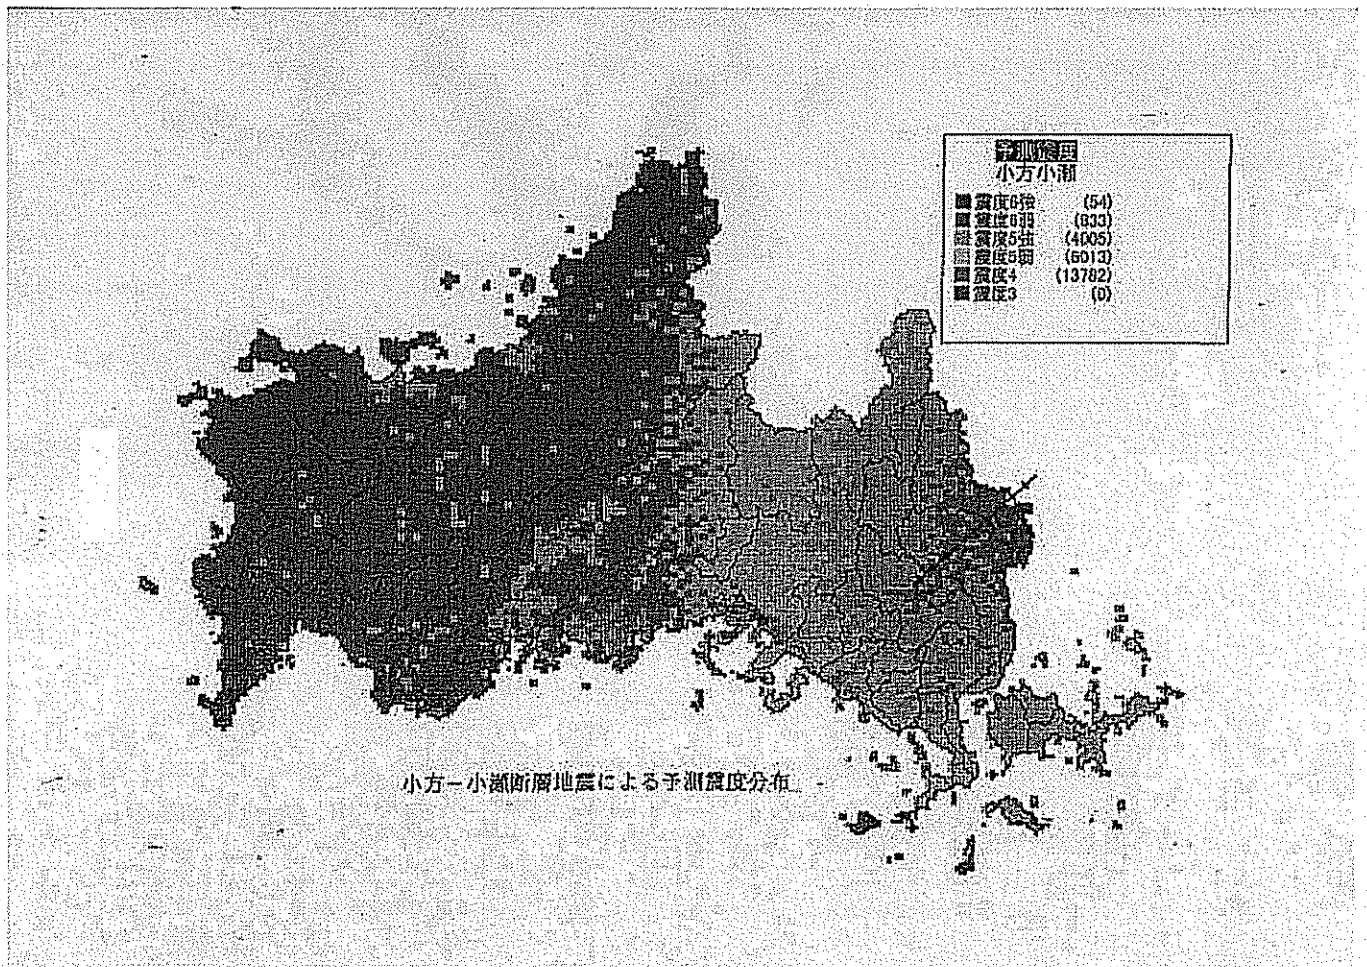 予測震度
小方小瀬
震度6強 (54)
震度6弱 (833)
震度5強 (4005)
震度5弱 (6013)
震度4 (13782)
震度3 (0)
小方－小瀬断層地震による予測震度分布